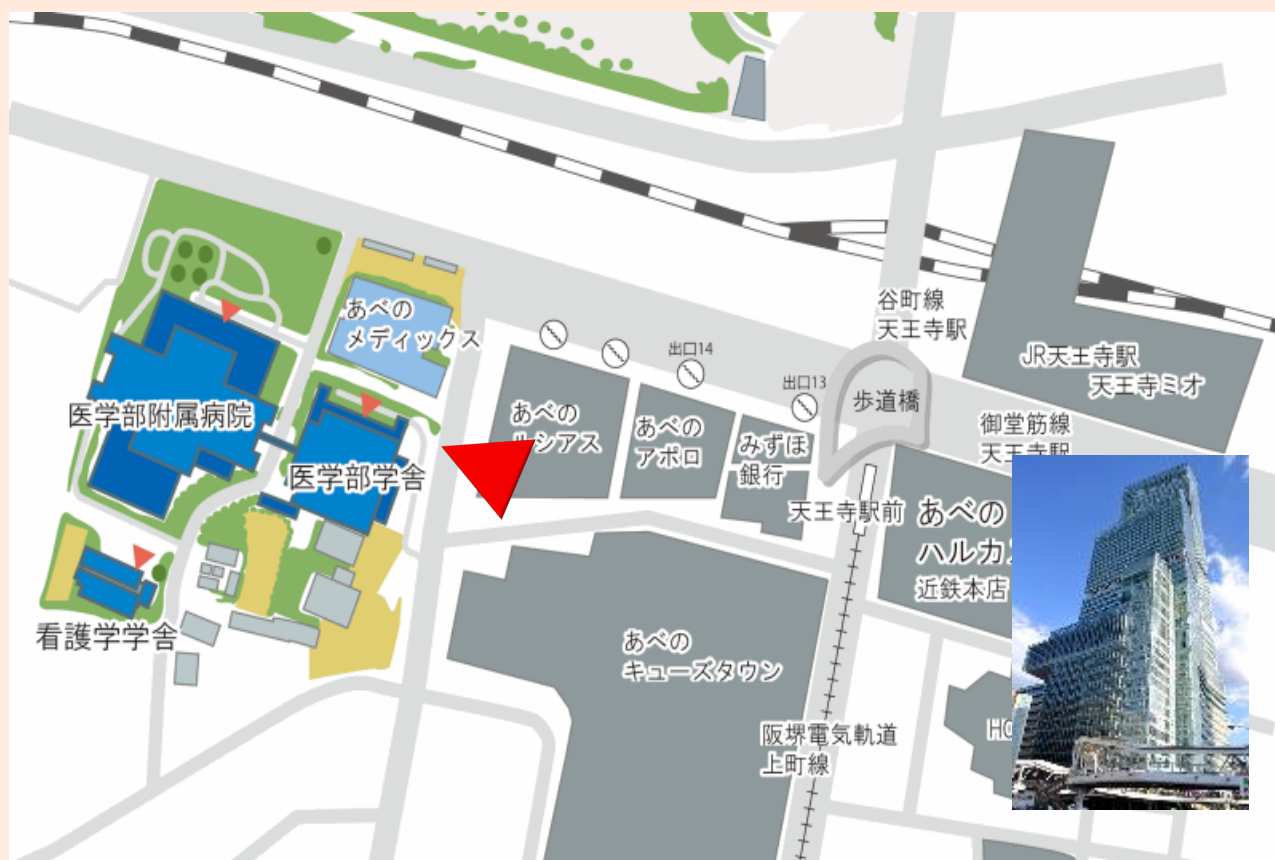 谷町線
天王寺駅
あべの
メディックス
出口14
出口13
JR天王寺駅
天王寺ミオ
歩道橋
医学部附属病院
あべの
ルシアス
あべの
アポロ
みずほ
銀行
御堂筋線
天王寺駅
医学部学舎
天王寺駅前
あべの
ハルカ
近鉄本店
看護学学舎
あべの
キューズタウン
阪堺電気軌道
上町線